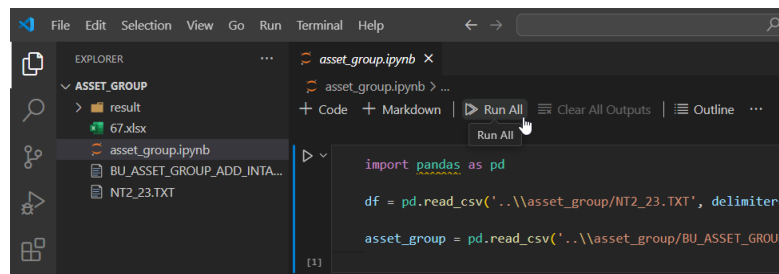 File Edit Selection View Go Run Terminal Help
EXPLORER ...
ASSET_GROUP
result
67.xlsx
asset_group.ipynb
BU_ASSET_GROUP_ADD_INTA...
NT2_23.TXT
asset_group.ipynb
asset_group.ipynb > ...
+ Code + Markdown | Run All Clear All Outputs | Outline ...
Run All
import pandas as pd
df = pd.read_csv('..\\asset_group/NT2_23.TXT', delimiter
asset_group = pd.read_csv('..\\asset_group/BU_ASSET_GROU
[1]